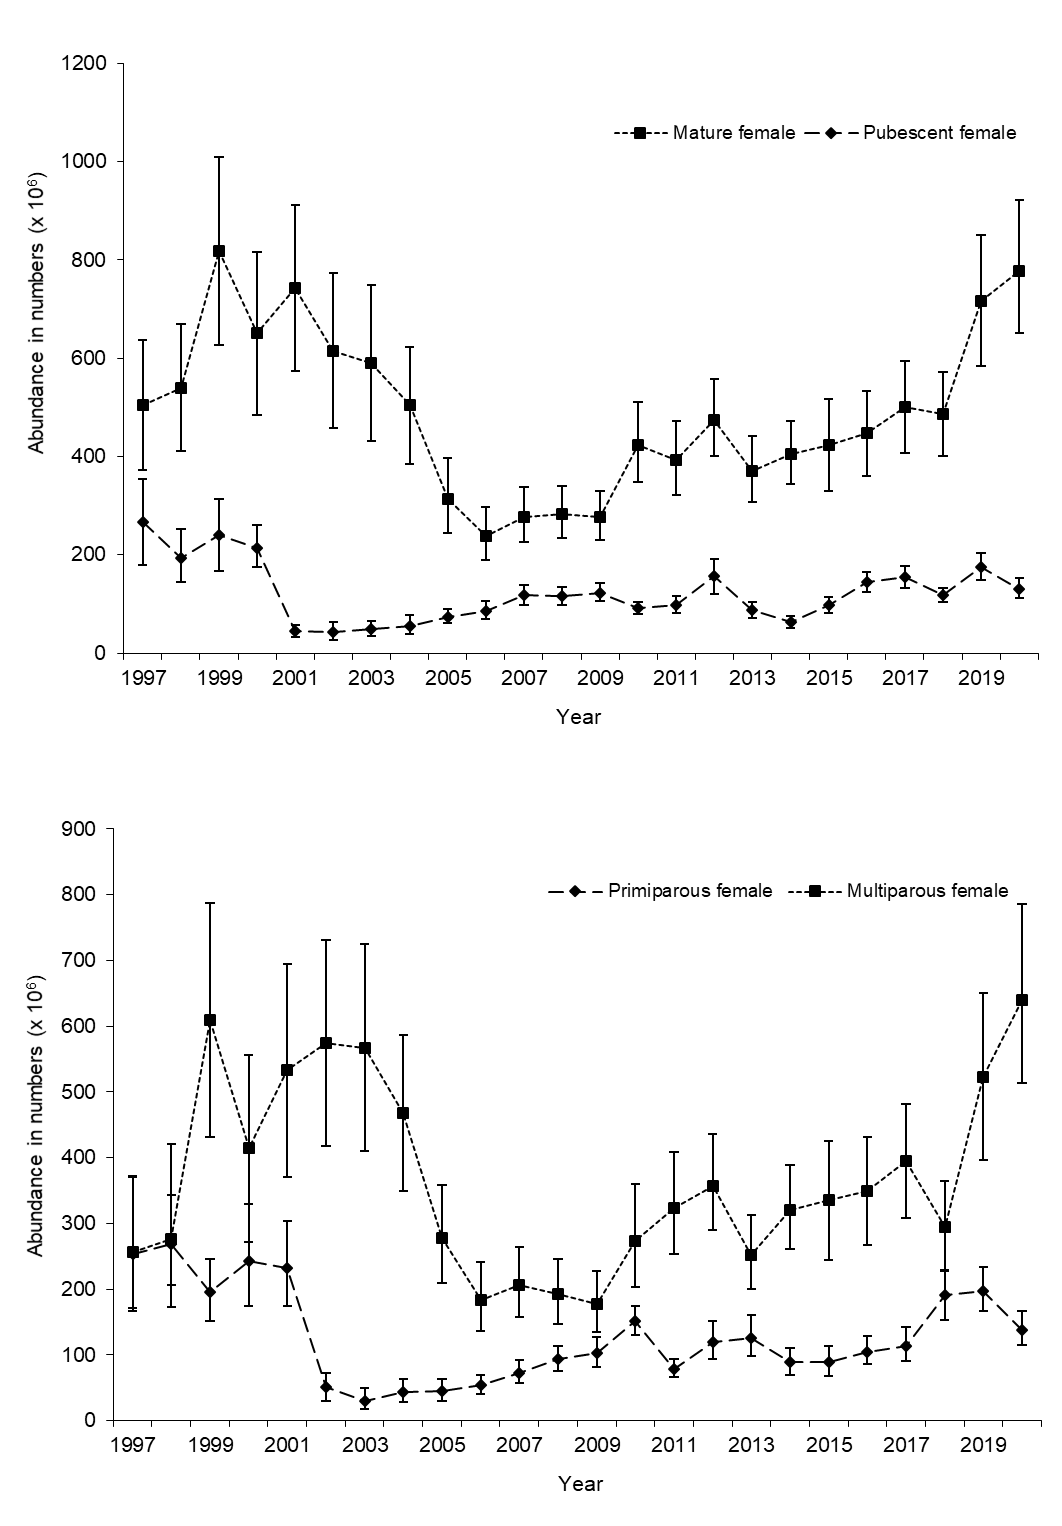 1200
Mature female Pubescent female
1000
Abundance in numbers (x 10⁶)
800
600
400
200
0
1997 1999 2001 2003 2005 2007 2009 2011 2013 2015 2017 2019
Year
900
Primiparous female Multiparous female
800
700
Abundance in numbers (x 10⁶)
600
500
400
300
200
100
0
1997 1999 2001 2003 2005 2007 2009 2011 2013 2015 2017 2019
Year